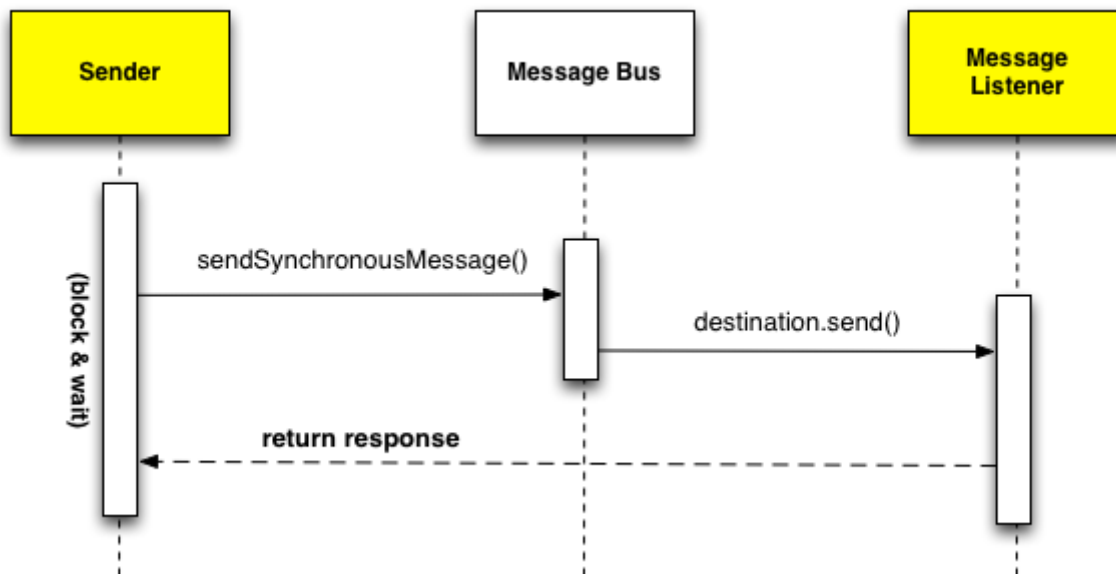 Sender
Message Bus
Message
Listener
sendSynchronousMessage()
(block & wait)
destination.send()
return response